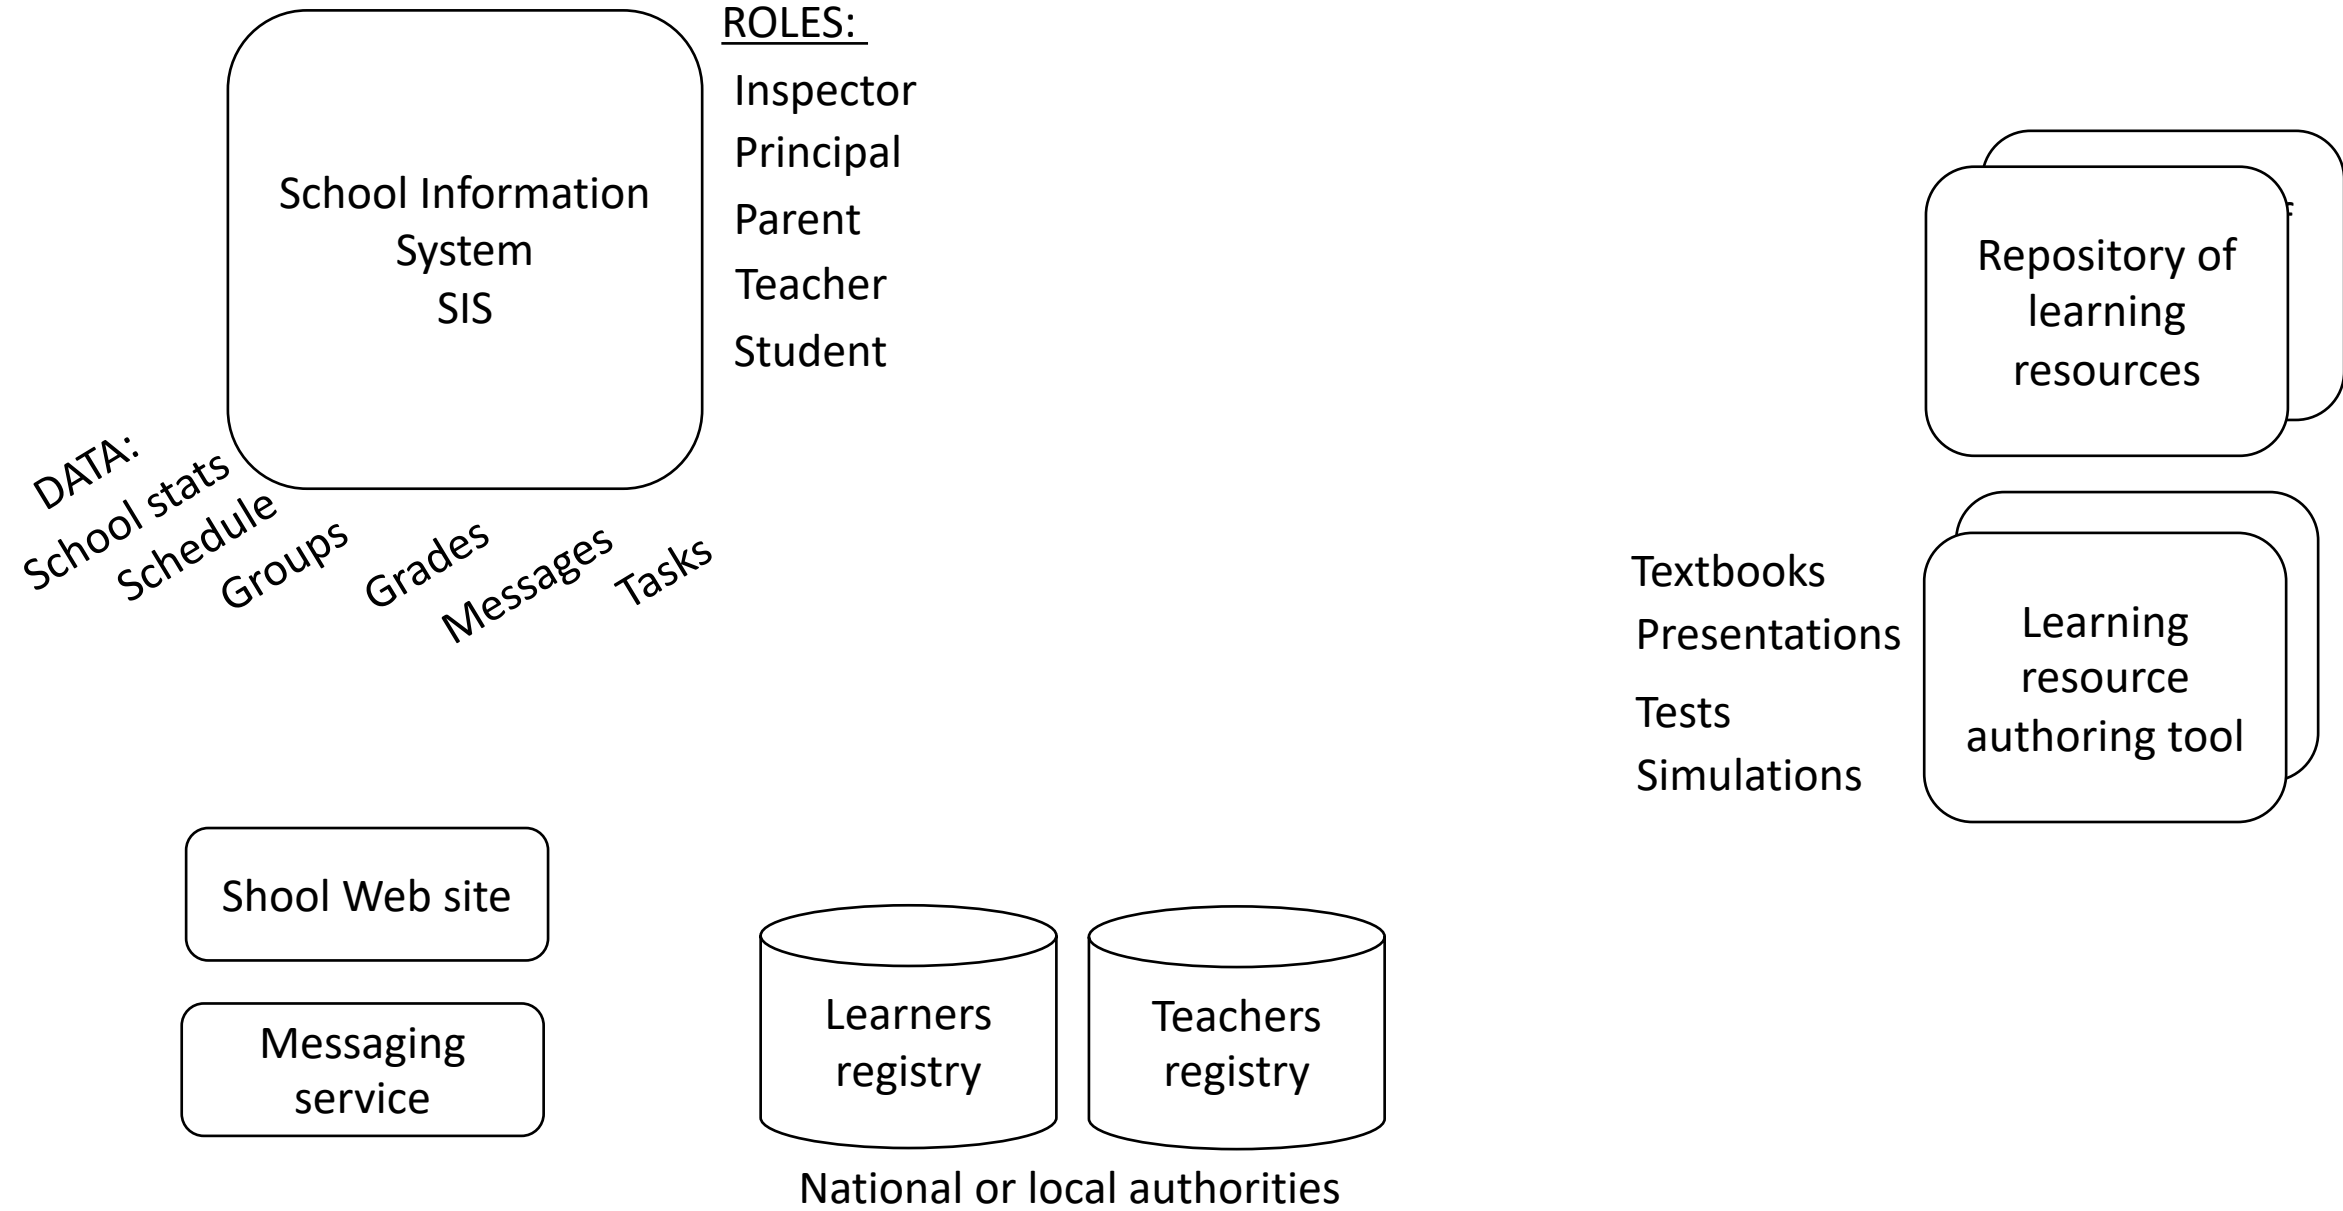 ROLES:
Inspector
Principal
Parent
Teacher
Student
School Information
System
SIS
DATA:
School stats
Schedule
Groups
Grades
Messages
Tasks
Repository of
learning
resources
Textbooks
Presentations
Tests
Simulations
Learning
resource
authoring tool
Shool Web site
Messaging
service
Learners
registry
Teachers
registry
National or local authorities